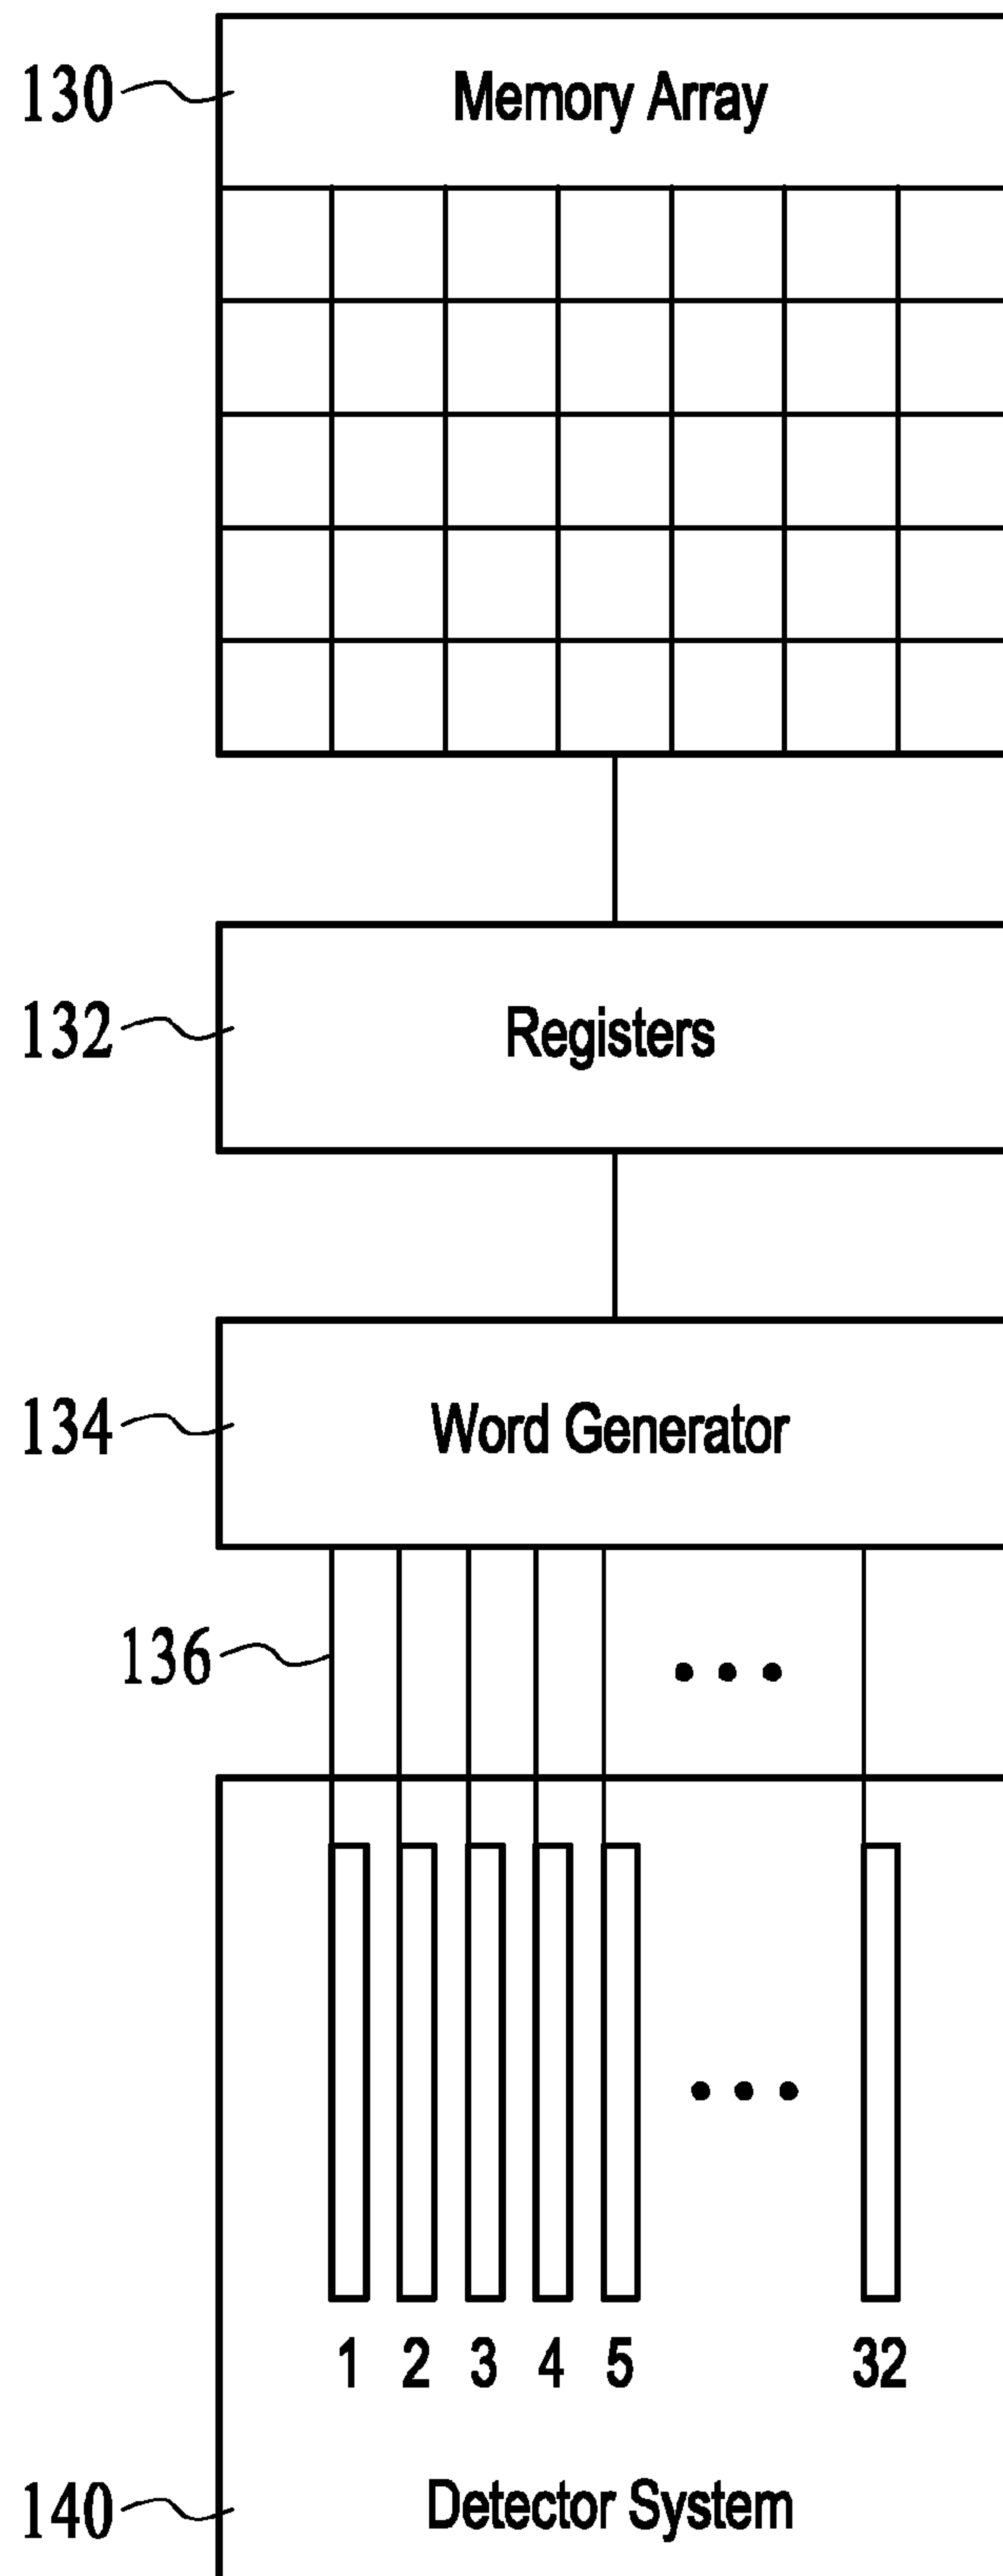 130
Memory Array
132
Registers
134
Word Generator
136
...
...
1 2 3 4 5 32
140
Detector System